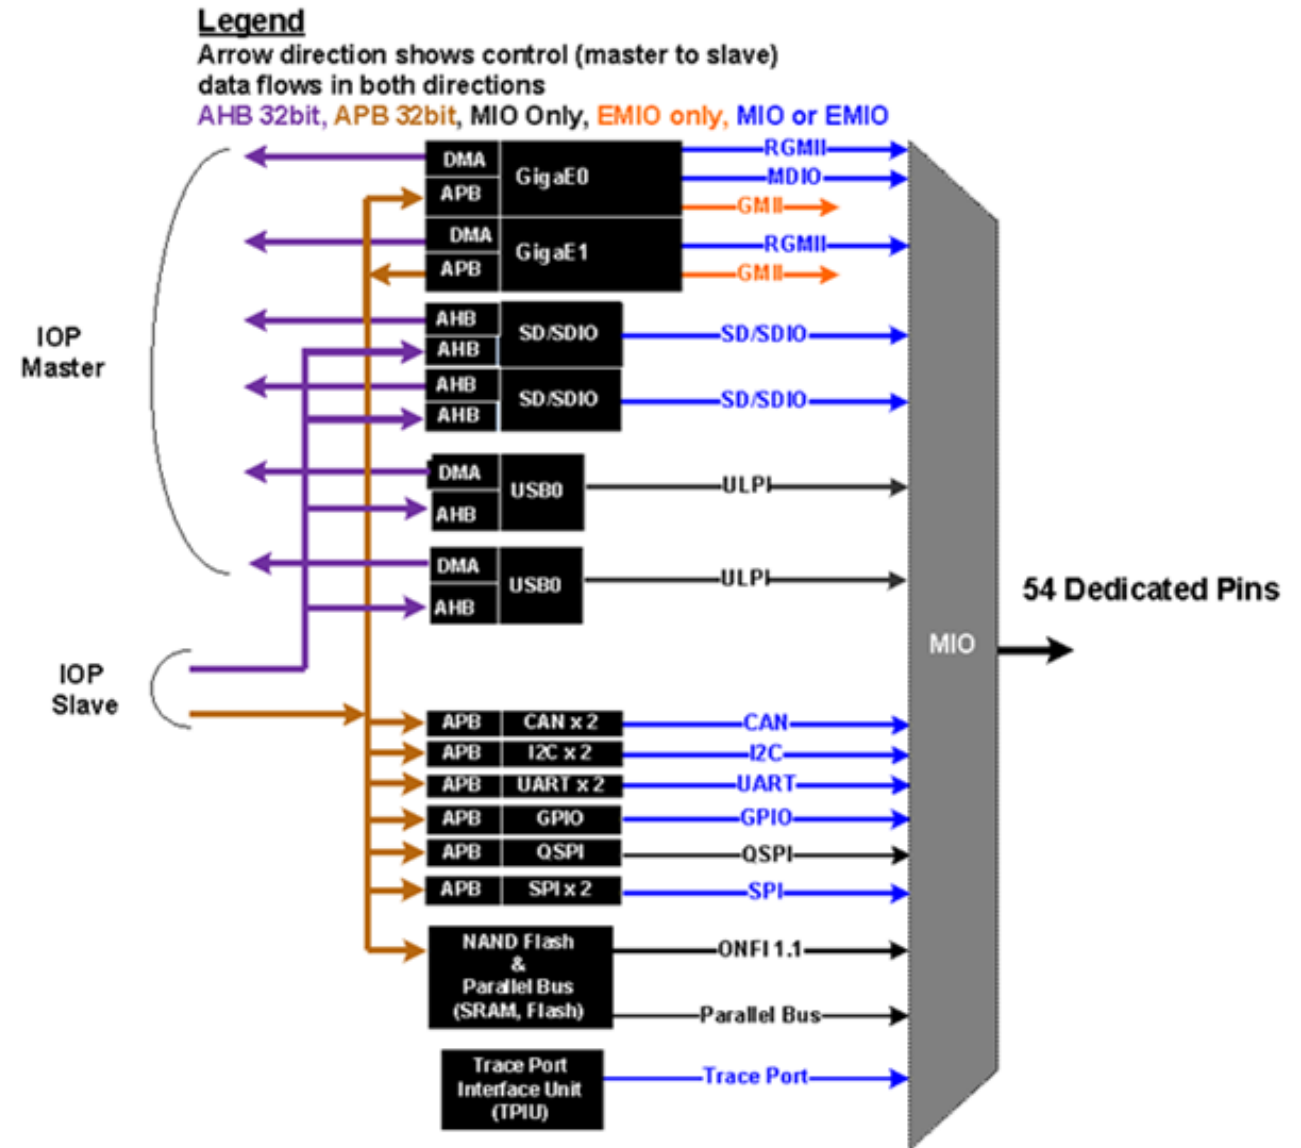 Legend
Arrow direction shows control (master to slave)
data flows in both directions
AHB 32bit, APB 32bit, MIO Only, EMIO only, MIO or EMIO
DMA
APB
GigaE0
RGMII
MDIO
GMII
DMA
APB
GigaE1
RGMII
GMII
IOP
Master
AHB
AHB
SD/SDIO
SD/SDIO
AHB
AHB
SD/SDIO
SD/SDIO
DMA
AHB
USB0
ULPI
DMA
AHB
USB0
ULPI
54 Dedicated Pins
MIO
IOP
Slave
APB CAN x 2 CAN
APB I2C x 2 I2C
APB UART x 2 UART
APB GPIO GPIO
APB QSPI QSPI
APB SPI x 2 SPI
NAND Flash
&
Parallel Bus
(SRAM, Flash)
ONFI 1.1
Parallel Bus
Trace Port
Interface Unit
(TPIU)
Trace Port